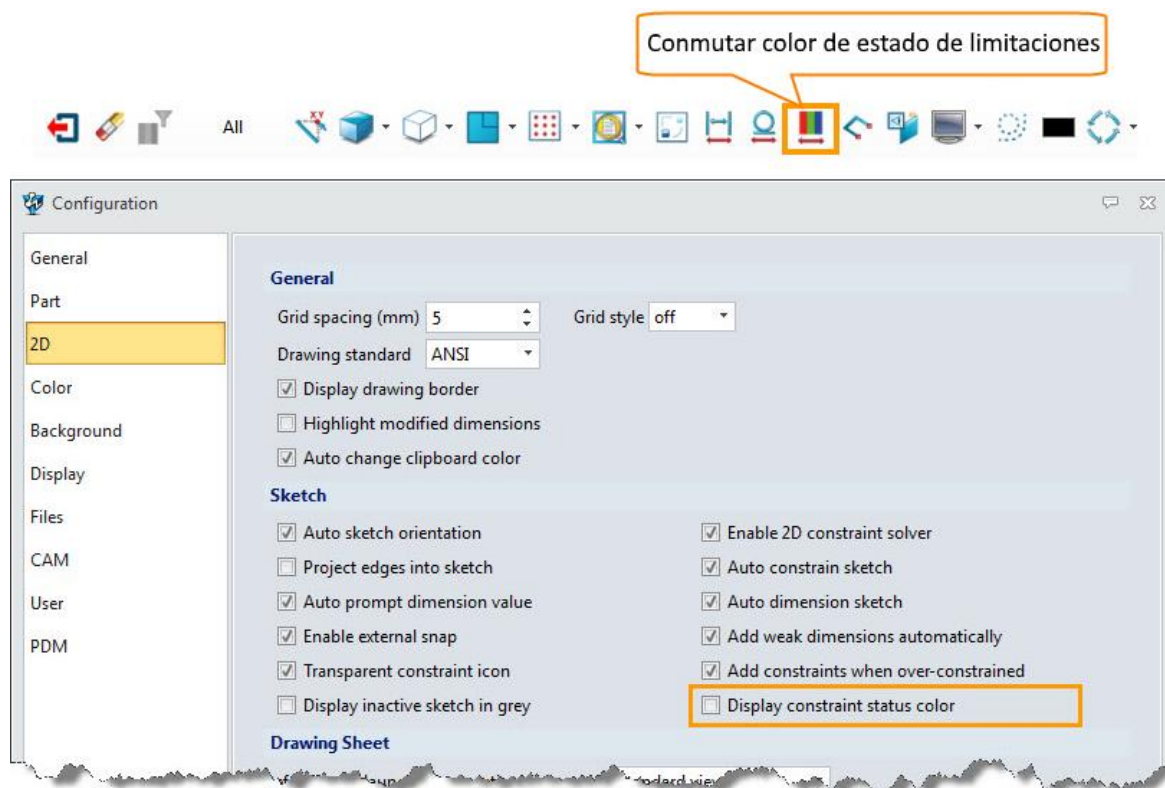 Conmutar color de estado de limitaciones
All
XY
Configuration
General
Part
2D
Color
Background
Display
Files
CAM
User
PDM
General
Grid spacing (mm) 5 Grid style off
Drawing standard ANSI
Display drawing border
Highlight modified dimensions
Auto change clipboard color
Sketch
Auto sketch orientation Enable 2D constraint solver
Project edges into sketch Auto constrain sketch
Auto prompt dimension value Auto dimension sketch
Enable external snap Add weak dimensions automatically
Transparent constraint icon Add constraints when over-constrained
Display inactive sketch in grey Display constraint status color
Drawing Sheet